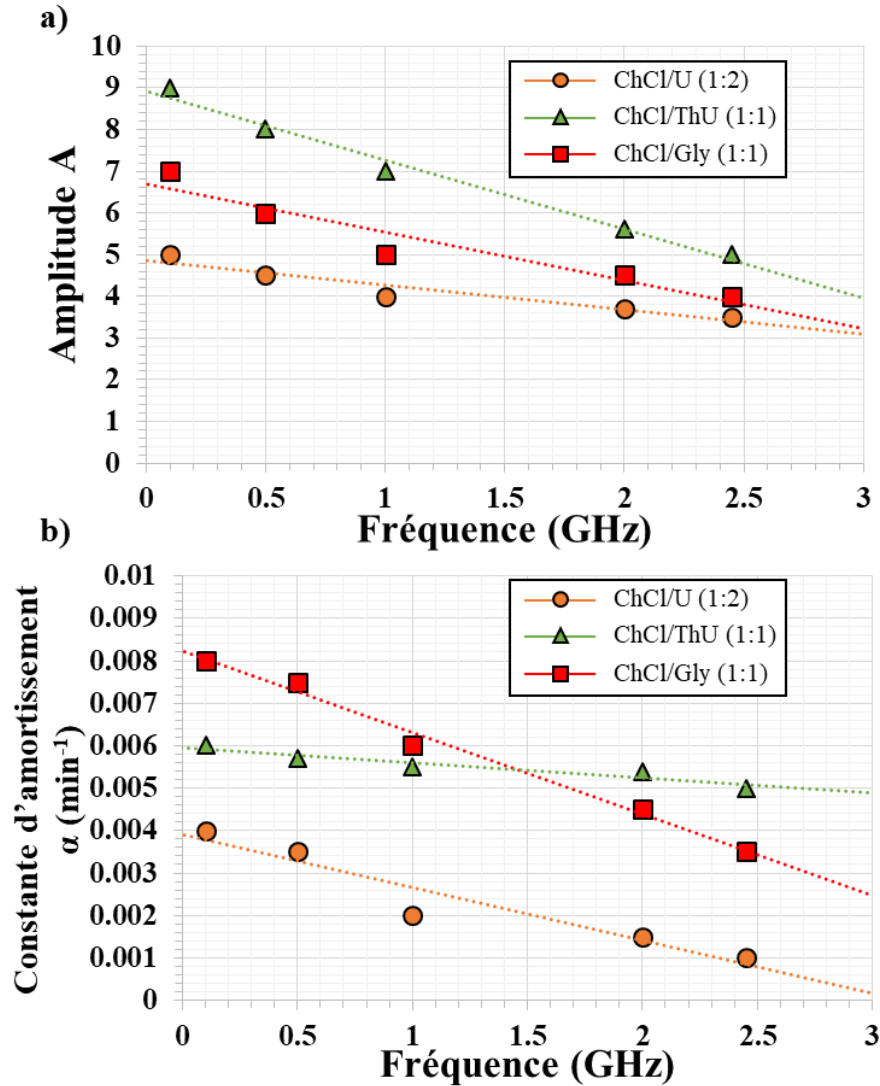 a)
Amplitude A
10
9
8
7
6
5
4
3
2
1
0
ChCl/U (1:2)
ChCl/ThU (1:1)
ChCl/Gly (1:1)
0 0.5 1 1.5 2 2.5 3
Fréquence (GHz)
b)
Constante d’amortissement
α (min⁻¹)
0.01
0.009
0.008
0.007
0.006
0.005
0.004
0.003
0.002
0.001
0
ChCl/U (1:2)
ChCl/ThU (1:1)
ChCl/Gly (1:1)
0 0.5 1 1.5 2 2.5 3
Fréquence (GHz)